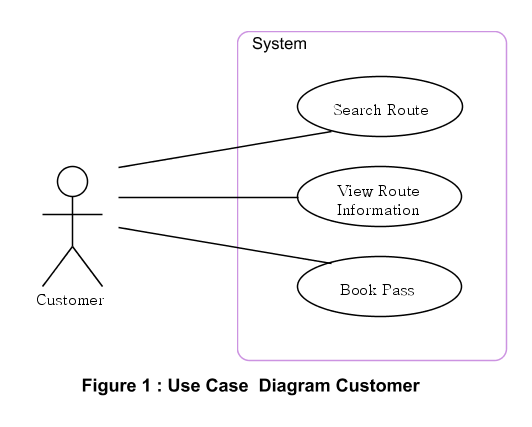 System
Search Route
View Route
Information
Book Pass
Customer
Figure 1 : Use Case  Diagram Customer